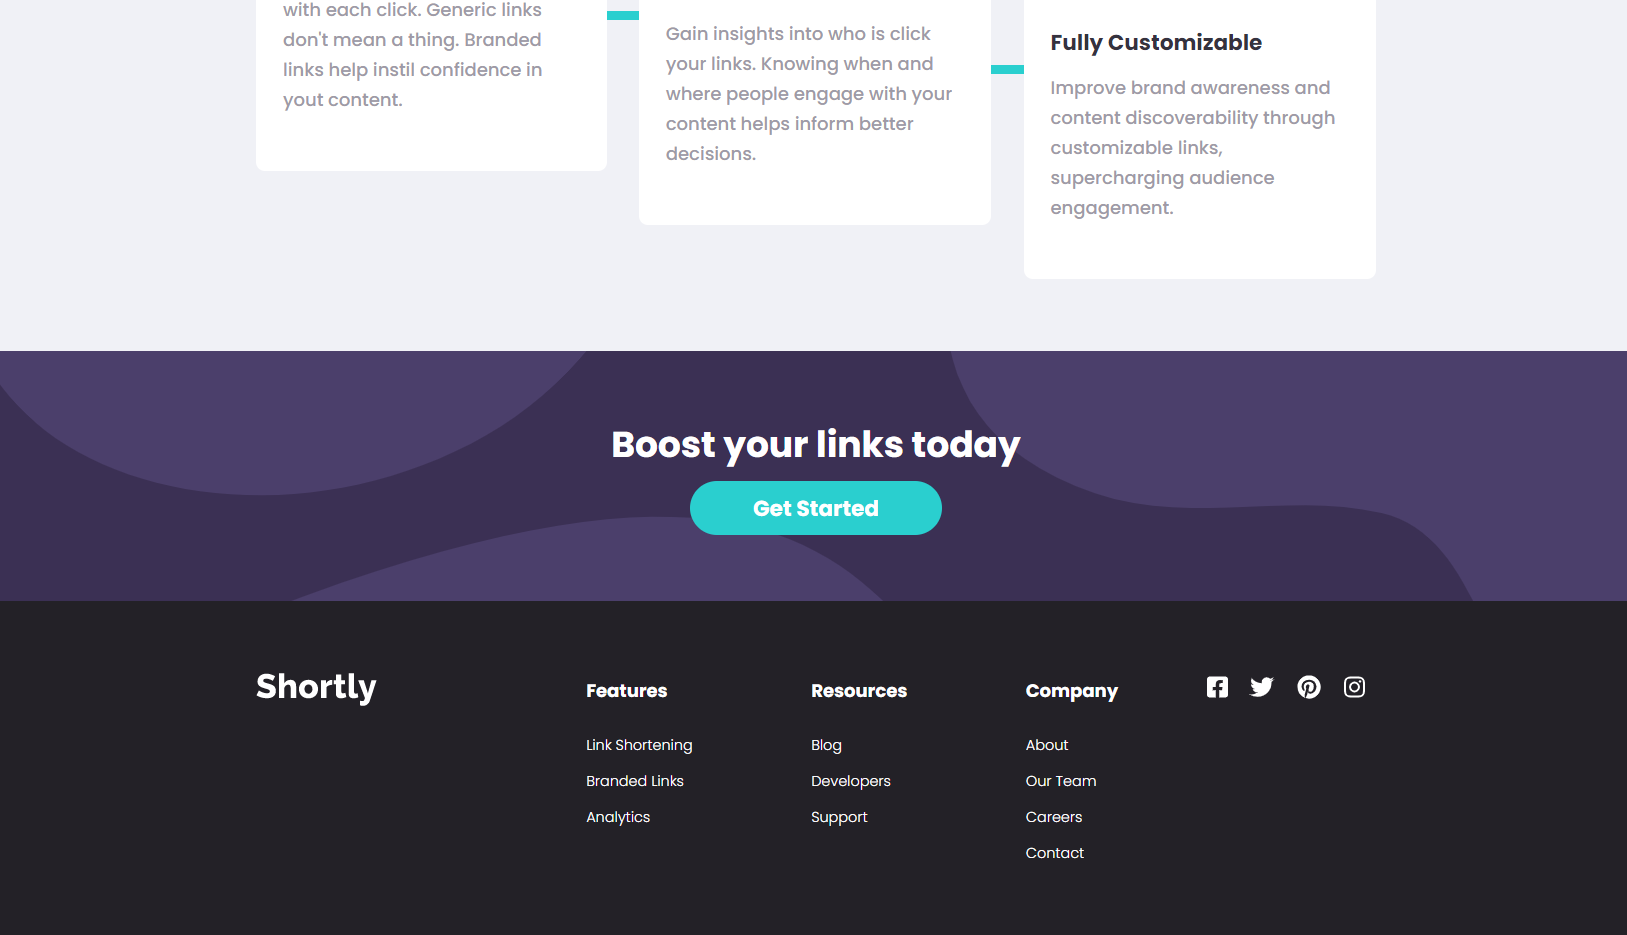 with each click. Generic links
don't mean a thing. Branded
links help instil confidence in
yout content.
Gain insights into who is click
your links. Knowing when and
where people engage with your
content helps inform better
decisions.
Fully Customizable
Improve brand awareness and
content discoverability through
customizable links,
supercharging audience
engagement.
Boost your links today
Get Started
Shortly
Features
Link Shortening
Branded Links
Analytics
Resources
Blog
Developers
Support
Company
About
Our Team
Careers
Contact